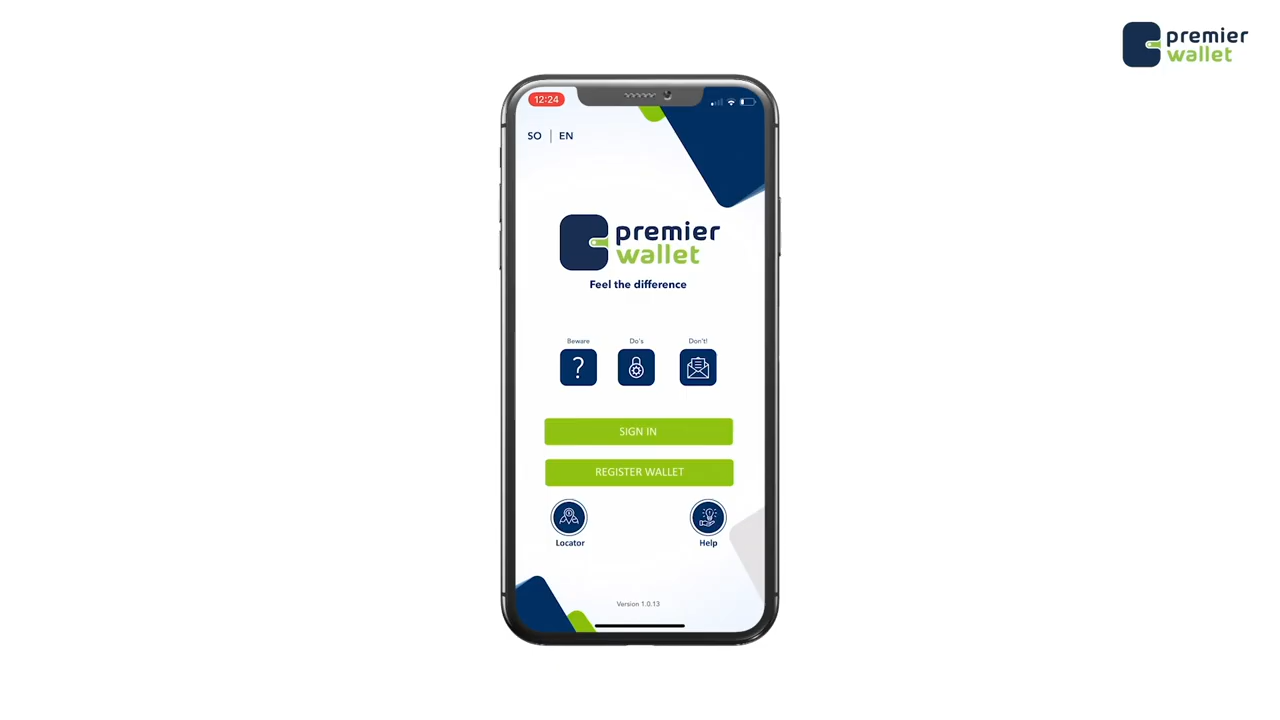 premier
wallet
12:24
SO | EN
premier
wallet
Feel the difference
Beware
Do's
Don't!
?
SIGN IN
REGISTER WALLET
Locator
Help
Version 1.0.13